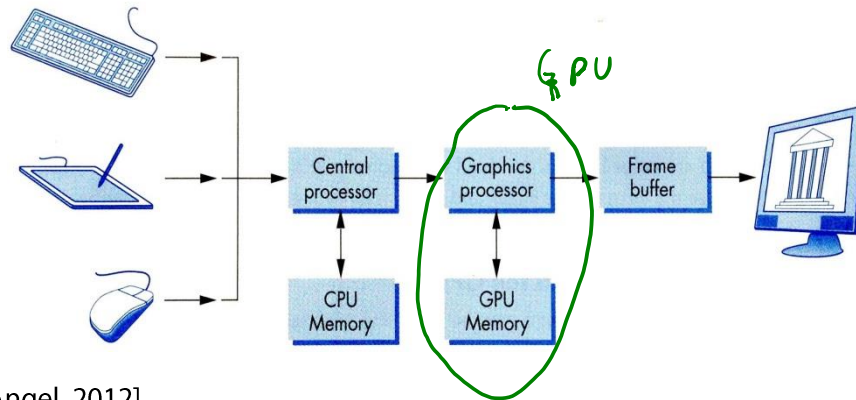 GPU
Central
processor
Graphics
processor
Frame
buffer
CPU
Memory
GPU
Memory
Angel, 2012]